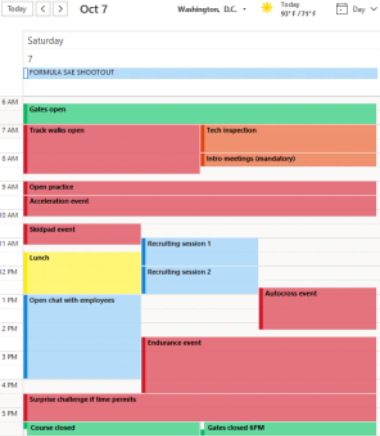 Today < > Oct 7 Washington, D.C. Today Day
93° F / 71° F
Saturday
7
FORMULA SAE SHOOTOUT
6 AM
Gates open
7 AM Track walks open Tech inspection
8 AM Intro meetings (mandatory)
9 AM Open practice
Acceleration event
10 AM
Skidpad event
11 AM Recruiting session 1
Lunch
12 PM Recruiting session 2
Autocross event
1 PM Open chat with employees
2 PM
Endurance event
3 PM
4 PM
Surprise challenge if time permits
5 PM
Course closed Gates closed 6PM